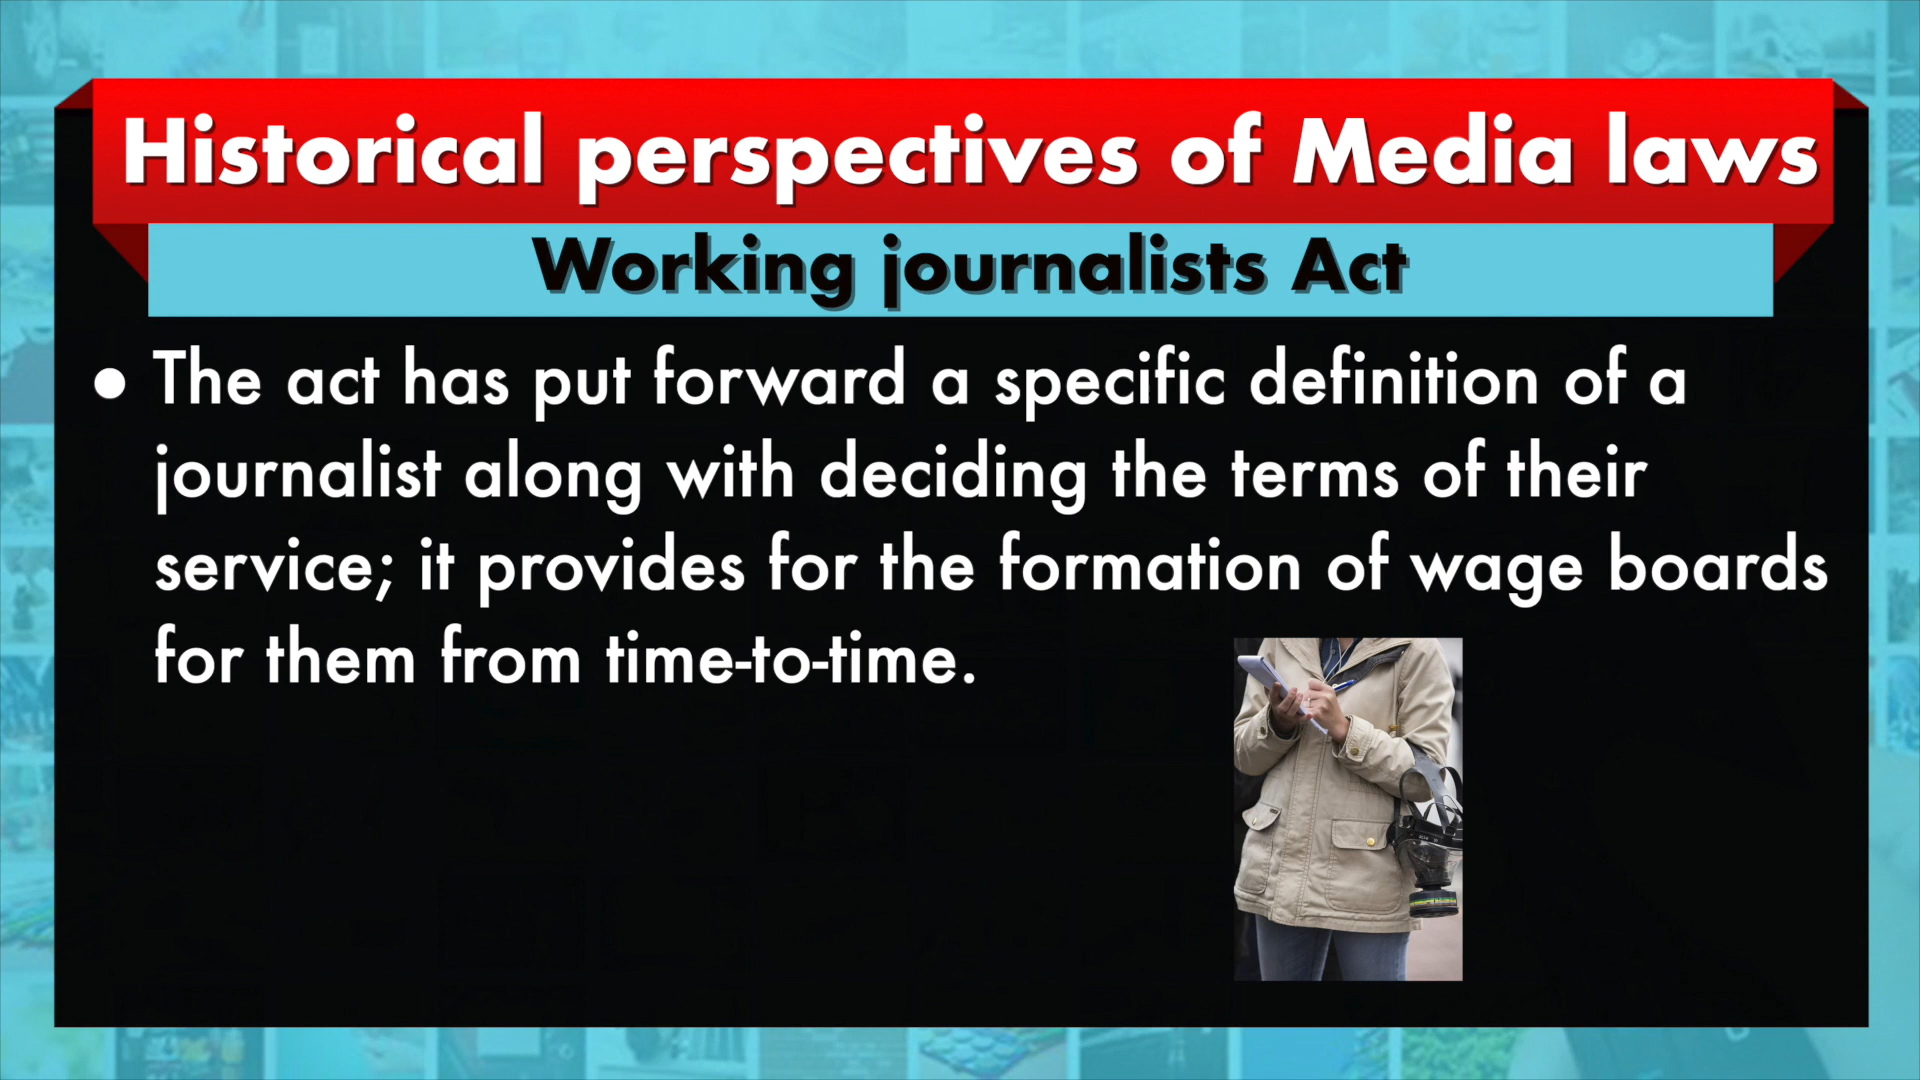 Historical perspectives of Media laws
Working journalists Act
• The act has put forward a specific definition of a
journalist along with deciding the terms of their
service; it provides for the formation of wage boards
for them from time-to-time.